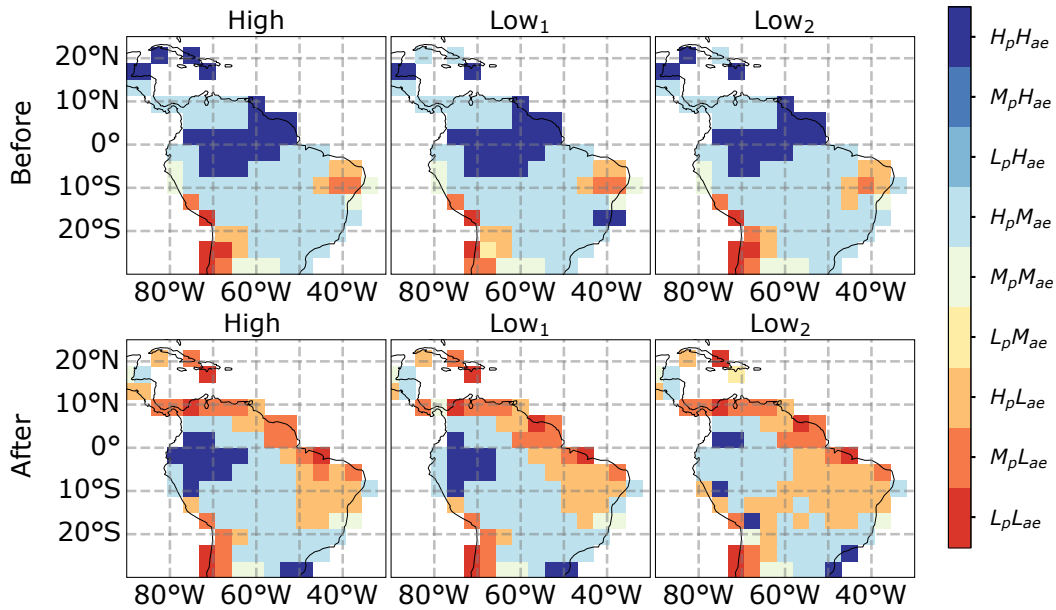 High Low₁ Low₂
Before
20°N
10°N
0°
10°S
20°S
80°W 60°W 40°W 80°W 60°W 40°W 80°W 60°W 40°W
High Low₁ Low₂
After
20°N
10°N
0°
10°S
20°S
80°W 60°W 40°W 80°W 60°W 40°W 80°W 60°W 40°W
HₚHₐₑ
MₚHₐₑ
LₚHₐₑ
HₚMₐₑ
MₚMₐₑ
LₚMₐₑ
HₚLₐₑ
MₚLₐₑ
LₚLₐₑ